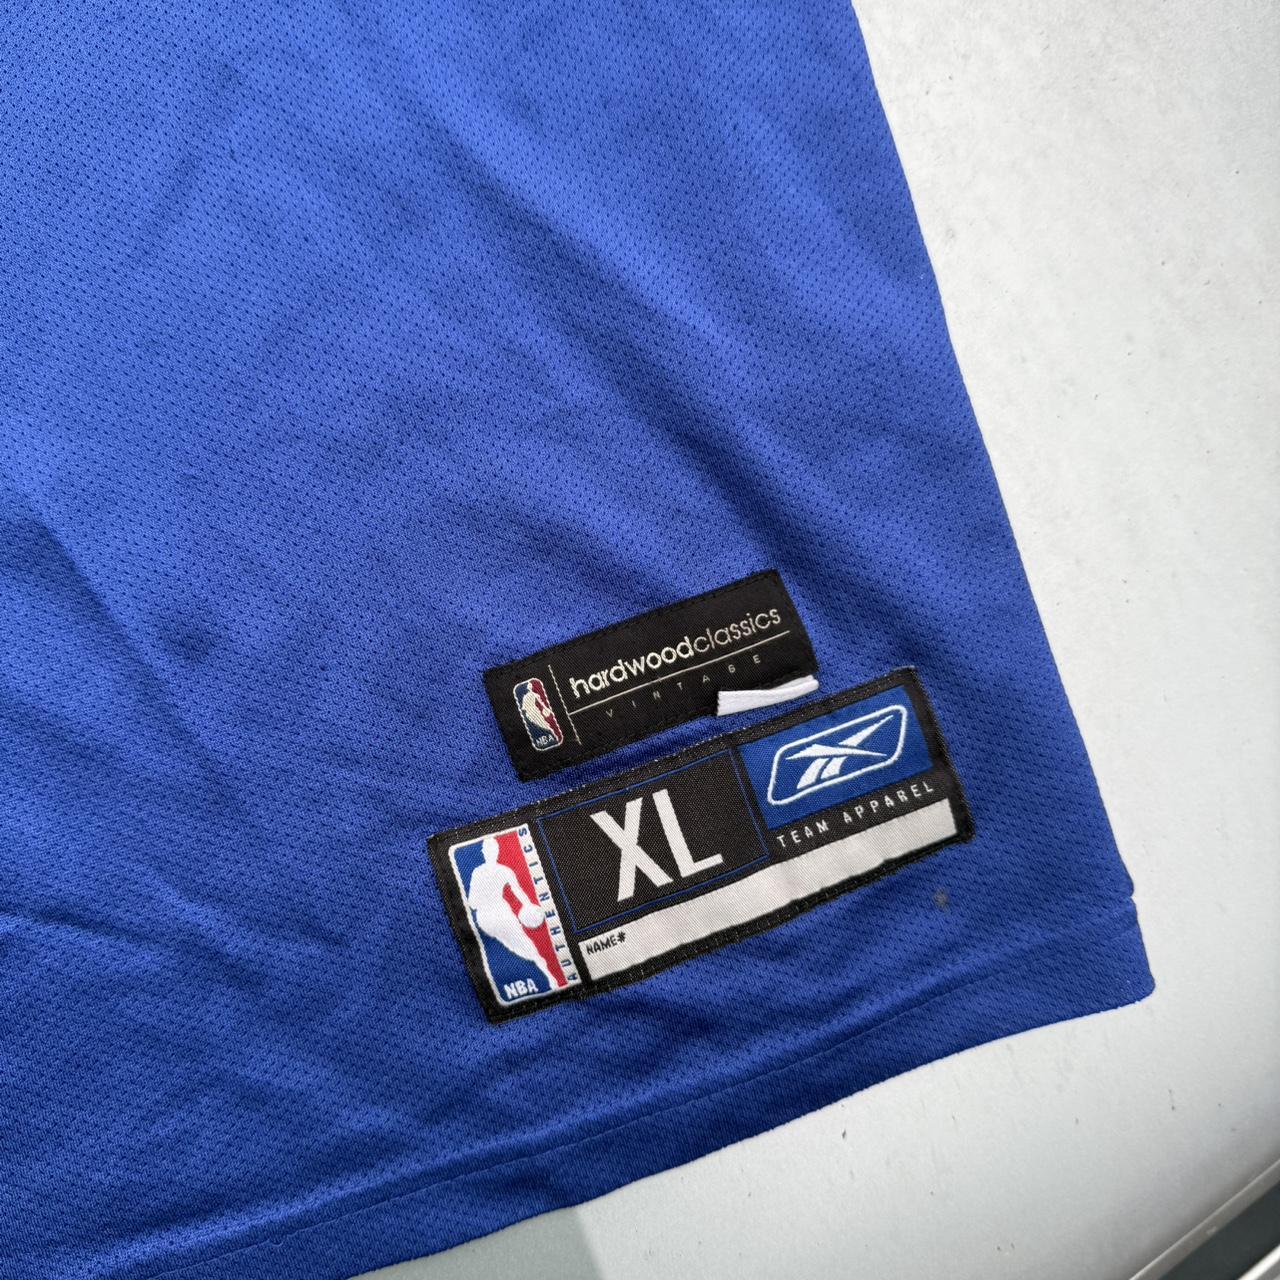 hardwoodclassics
VINTAGE
NBA
XL
TEAM APPAREL
AUTHENTICS
NAME#
NBA